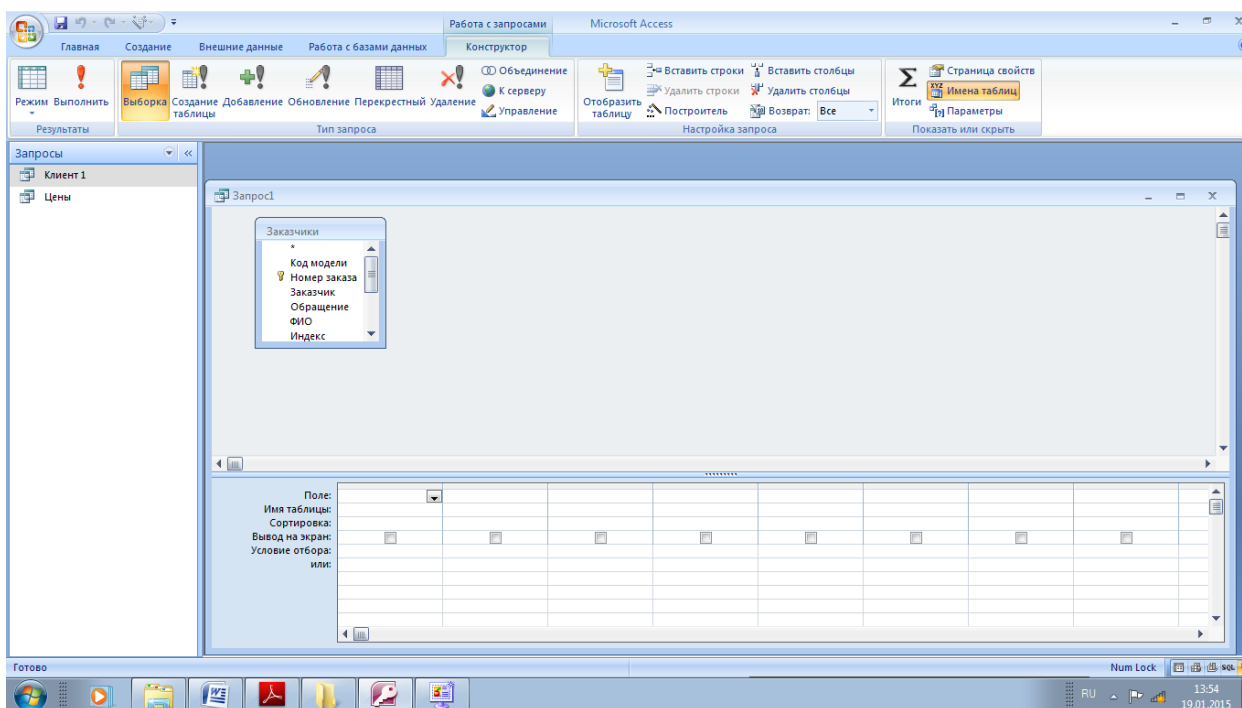 Работа с запросами Microsoft Access
Главная Создание Внешние данные Работа с базами данных Конструктор
Режим Выполнить Выборка Создание таблицы Добавление Обновление Перекрестный Удаление
Объединение
К серверу
Управление
Отобразить таблицу
Вставить строки Вставить столбцы
Удалить строки Удалить столбцы
Построитель Возврат: Все
Итоги
Страница свойств
XYZ Имена таблиц
Параметры
Результаты Тип запроса Настройка запроса Показать или скрыть
Запросы «
Клиент 1
Цены
Запрос1
Заказчики
*
Код модели
Номер заказа
Заказчик
Обращение
ФИО
Индекс
Поле:
Имя таблицы:
Сортировка:
Вывод на экран:
Условие отбора:
или:
Готово Num Lock SQL
RU 13:54
19.01.2015